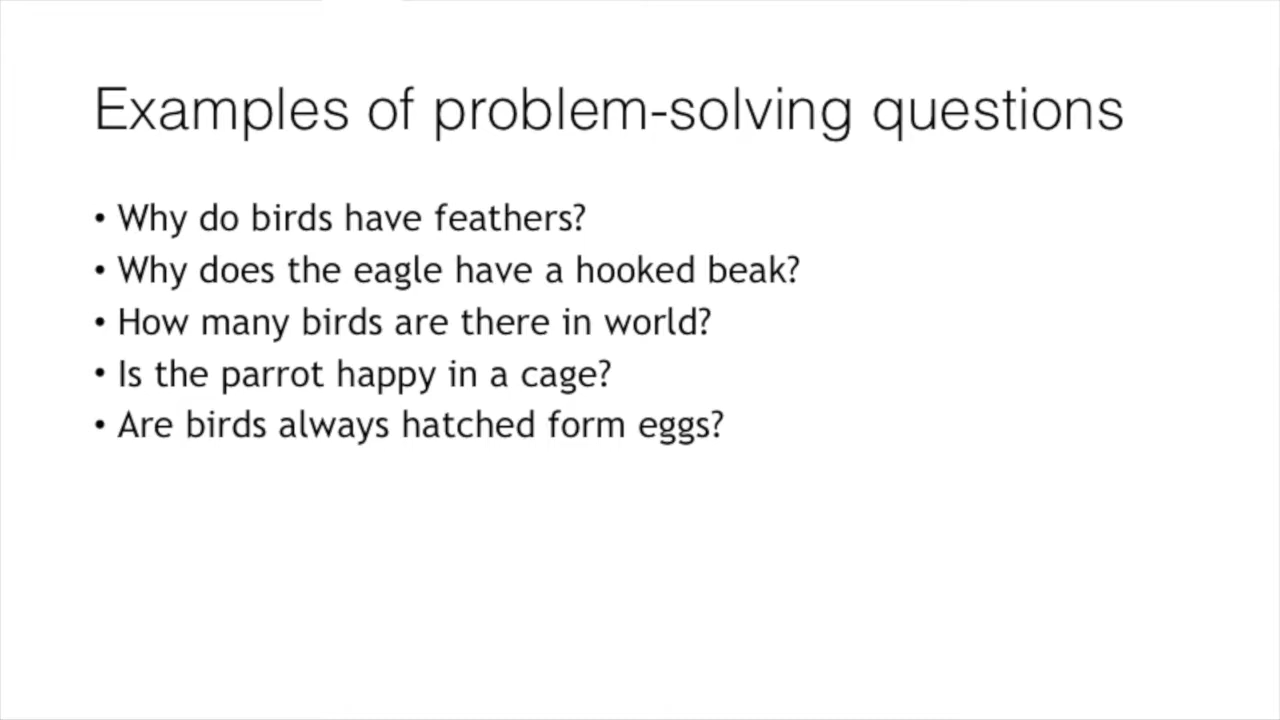 Examples of problem-solving questions
• Why do birds have feathers?
• Why does the eagle have a hooked beak?
• How many birds are there in world?
• Is the parrot happy in a cage?
• Are birds always hatched form eggs?